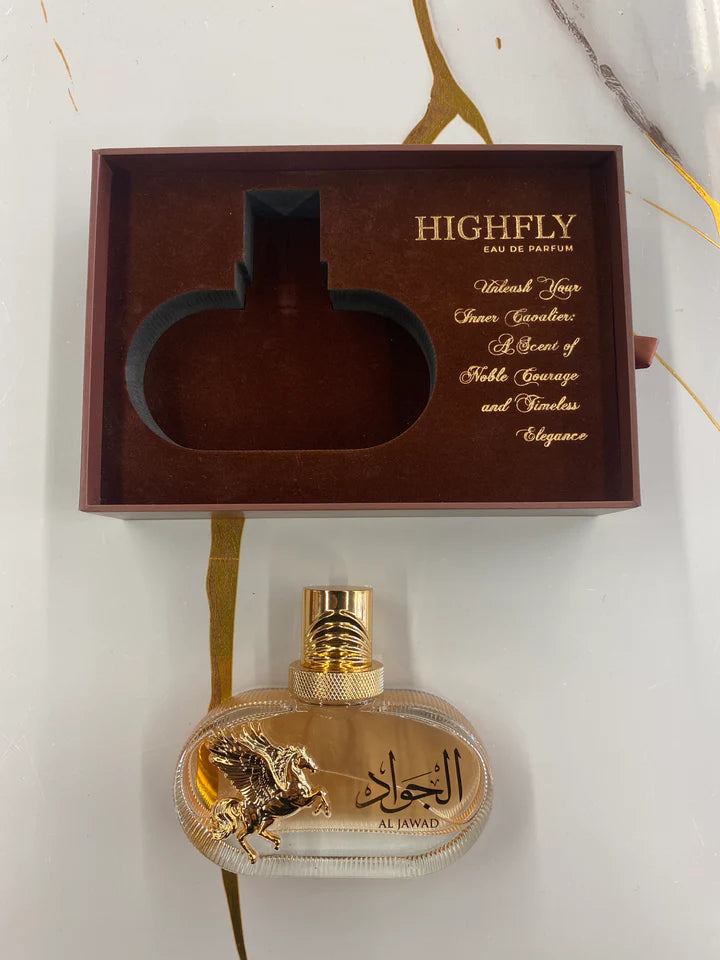 HIGHFLY
EAU DE PARFUM
Unleash Your
Inner Cavalier:
A Scent of
Noble Courage
and Timeless
Elegance
الجواد
AL JAWAD